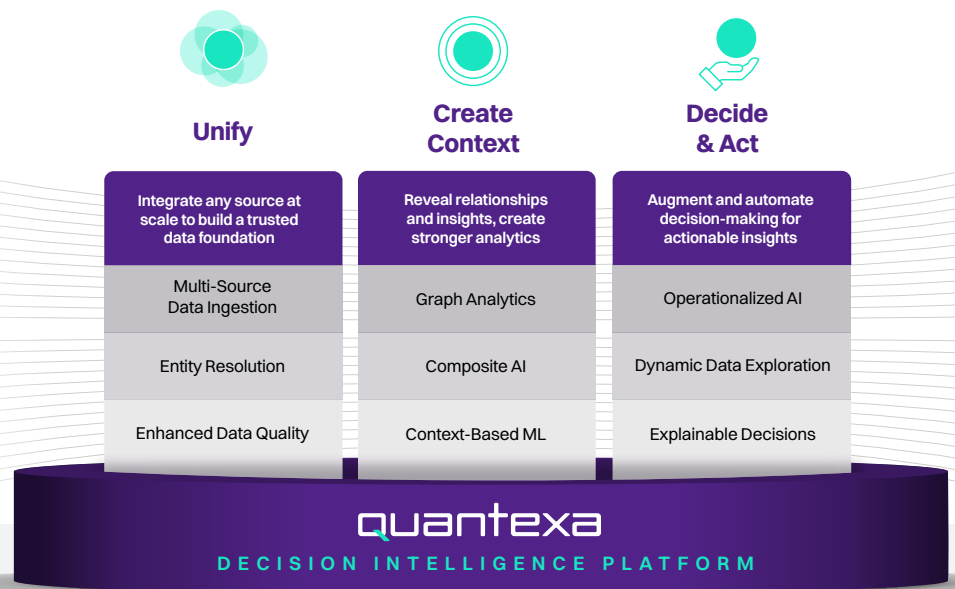 Unify
Create
Context
Decide
& Act
Integrate any source at
scale to build a trusted
data foundation
Reveal relationships
and insights, create
stronger analytics
Augment and automate
decision-making for
actionable insights
Multi-Source
Data Ingestion
Graph Analytics
Operationalized AI
Entity Resolution
Composite AI
Dynamic Data Exploration
Enhanced Data Quality
Context-Based ML
Explainable Decisions
quantexa
DECISION INTELLIGENCE PLATFORM